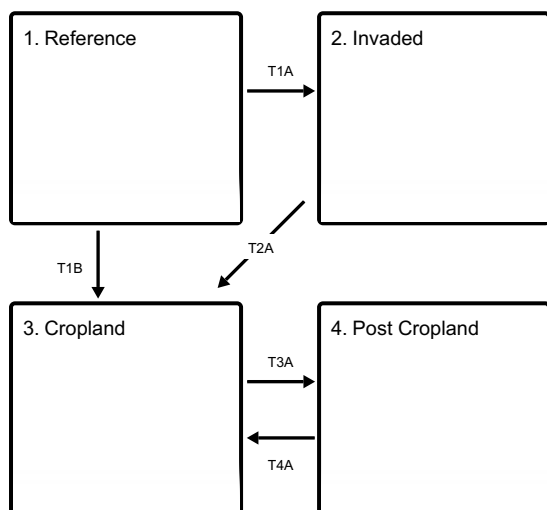 1. Reference
2. Invaded
T1A
T1B
T2A
3. Cropland
4. Post Cropland
T3A
T4A